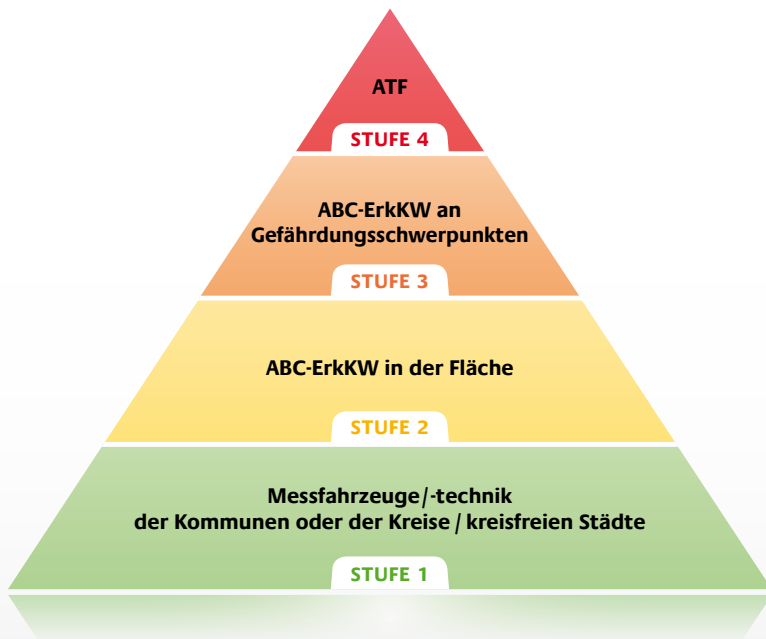 ATF
STUFE 4
ABC-ErkKW an
Gefährdungsschwerpunkten
STUFE 3
ABC-ErkKW in der Fläche
STUFE 2
Messfahrzeuge/-technik
der Kommunen oder der Kreise / kreisfreien Städte
STUFE 1